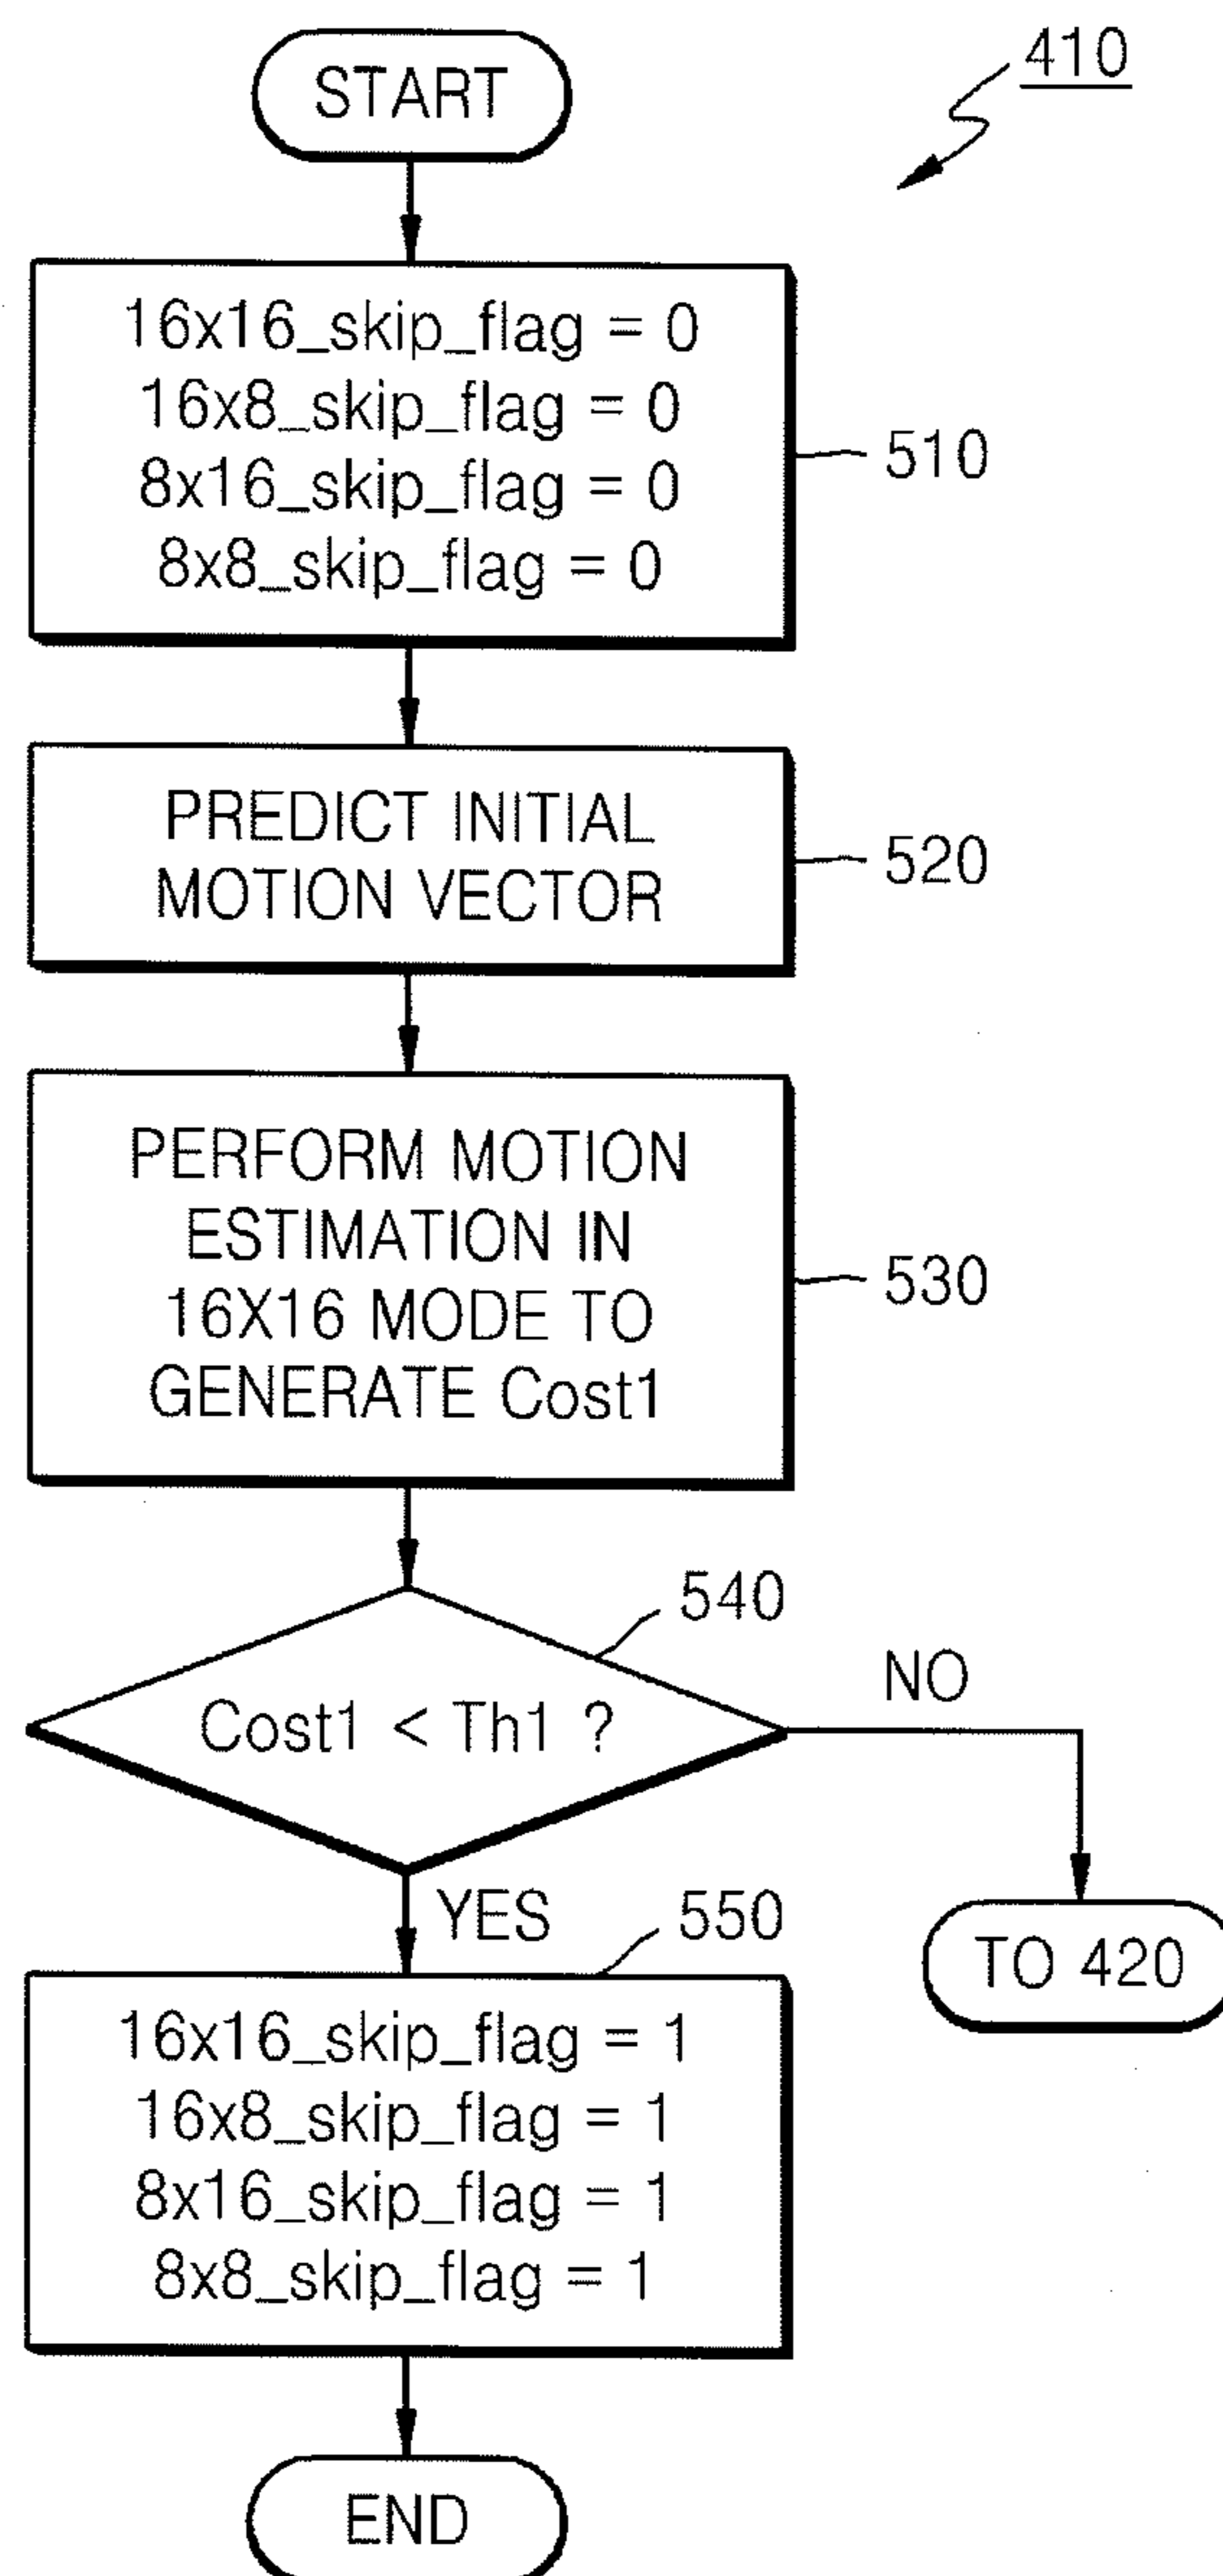 START
410
16x16_skip_flag = 0
16x8_skip_flag = 0
8x16_skip_flag = 0
8x8_skip_flag = 0
510
PREDICT INITIAL
MOTION VECTOR
520
PERFORM MOTION
ESTIMATION IN
16X16 MODE TO
GENERATE Cost1
530
540
Cost1 < Th1 ?
NO
YES
550
TO 420
16x16_skip_flag = 1
16x8_skip_flag = 1
8x16_skip_flag = 1
8x8_skip_flag = 1
END